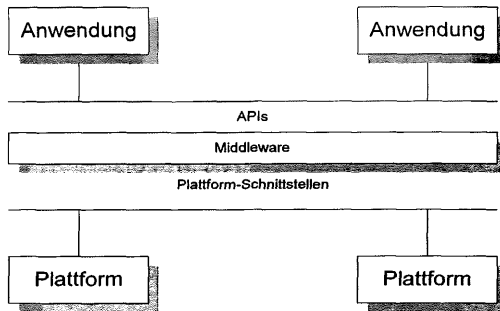 Anwendung Anwendung
APIs
Middleware
Plattform-Schnittstellen
Plattform Plattform